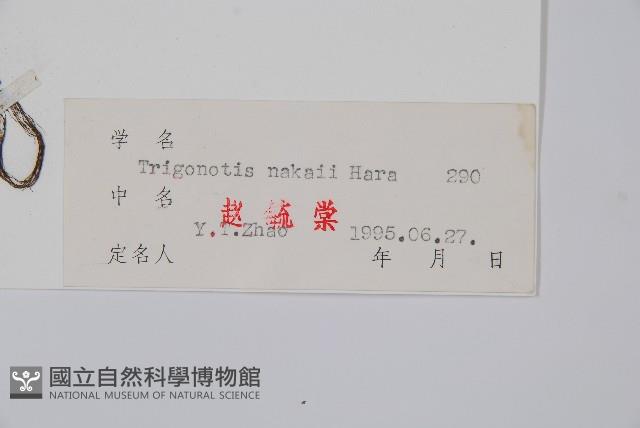 学 名
Trigonotis nakaii Hara 290
中 名
赵 毓 棠
Y.T.Zhao 1995.06.27.
定名人 年 月 日
國立自然科學博物館
NATIONAL MUSEUM OF NATURAL SCIENCE